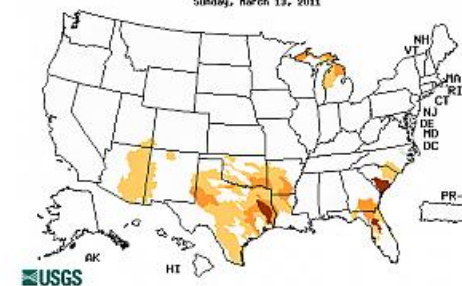 Sunday, March 13, 2011
NH
VT
MA
RI
CT
NJ
DE
MD
DC
PR-
AK
HI
USGS